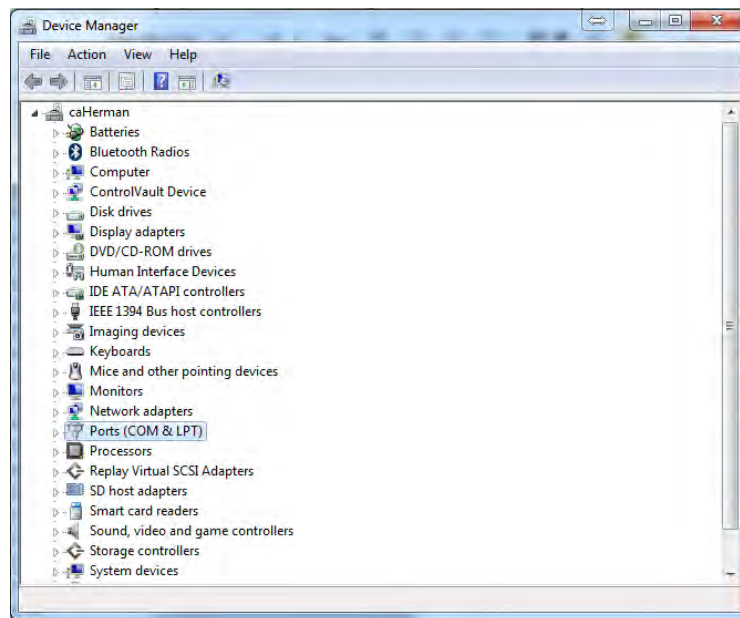 Device Manager
File Action View Help
caHerman
Batteries
Bluetooth Radios
Computer
ControlVault Device
Disk drives
Display adapters
DVD/CD-ROM drives
Human Interface Devices
IDE ATA/ATAPI controllers
IEEE 1394 Bus host controllers
Imaging devices
Keyboards
Mice and other pointing devices
Monitors
Network adapters
Ports (COM & LPT)
Processors
Replay Virtual SCSI Adapters
SD host adapters
Smart card readers
Sound, video and game controllers
Storage controllers
System devices